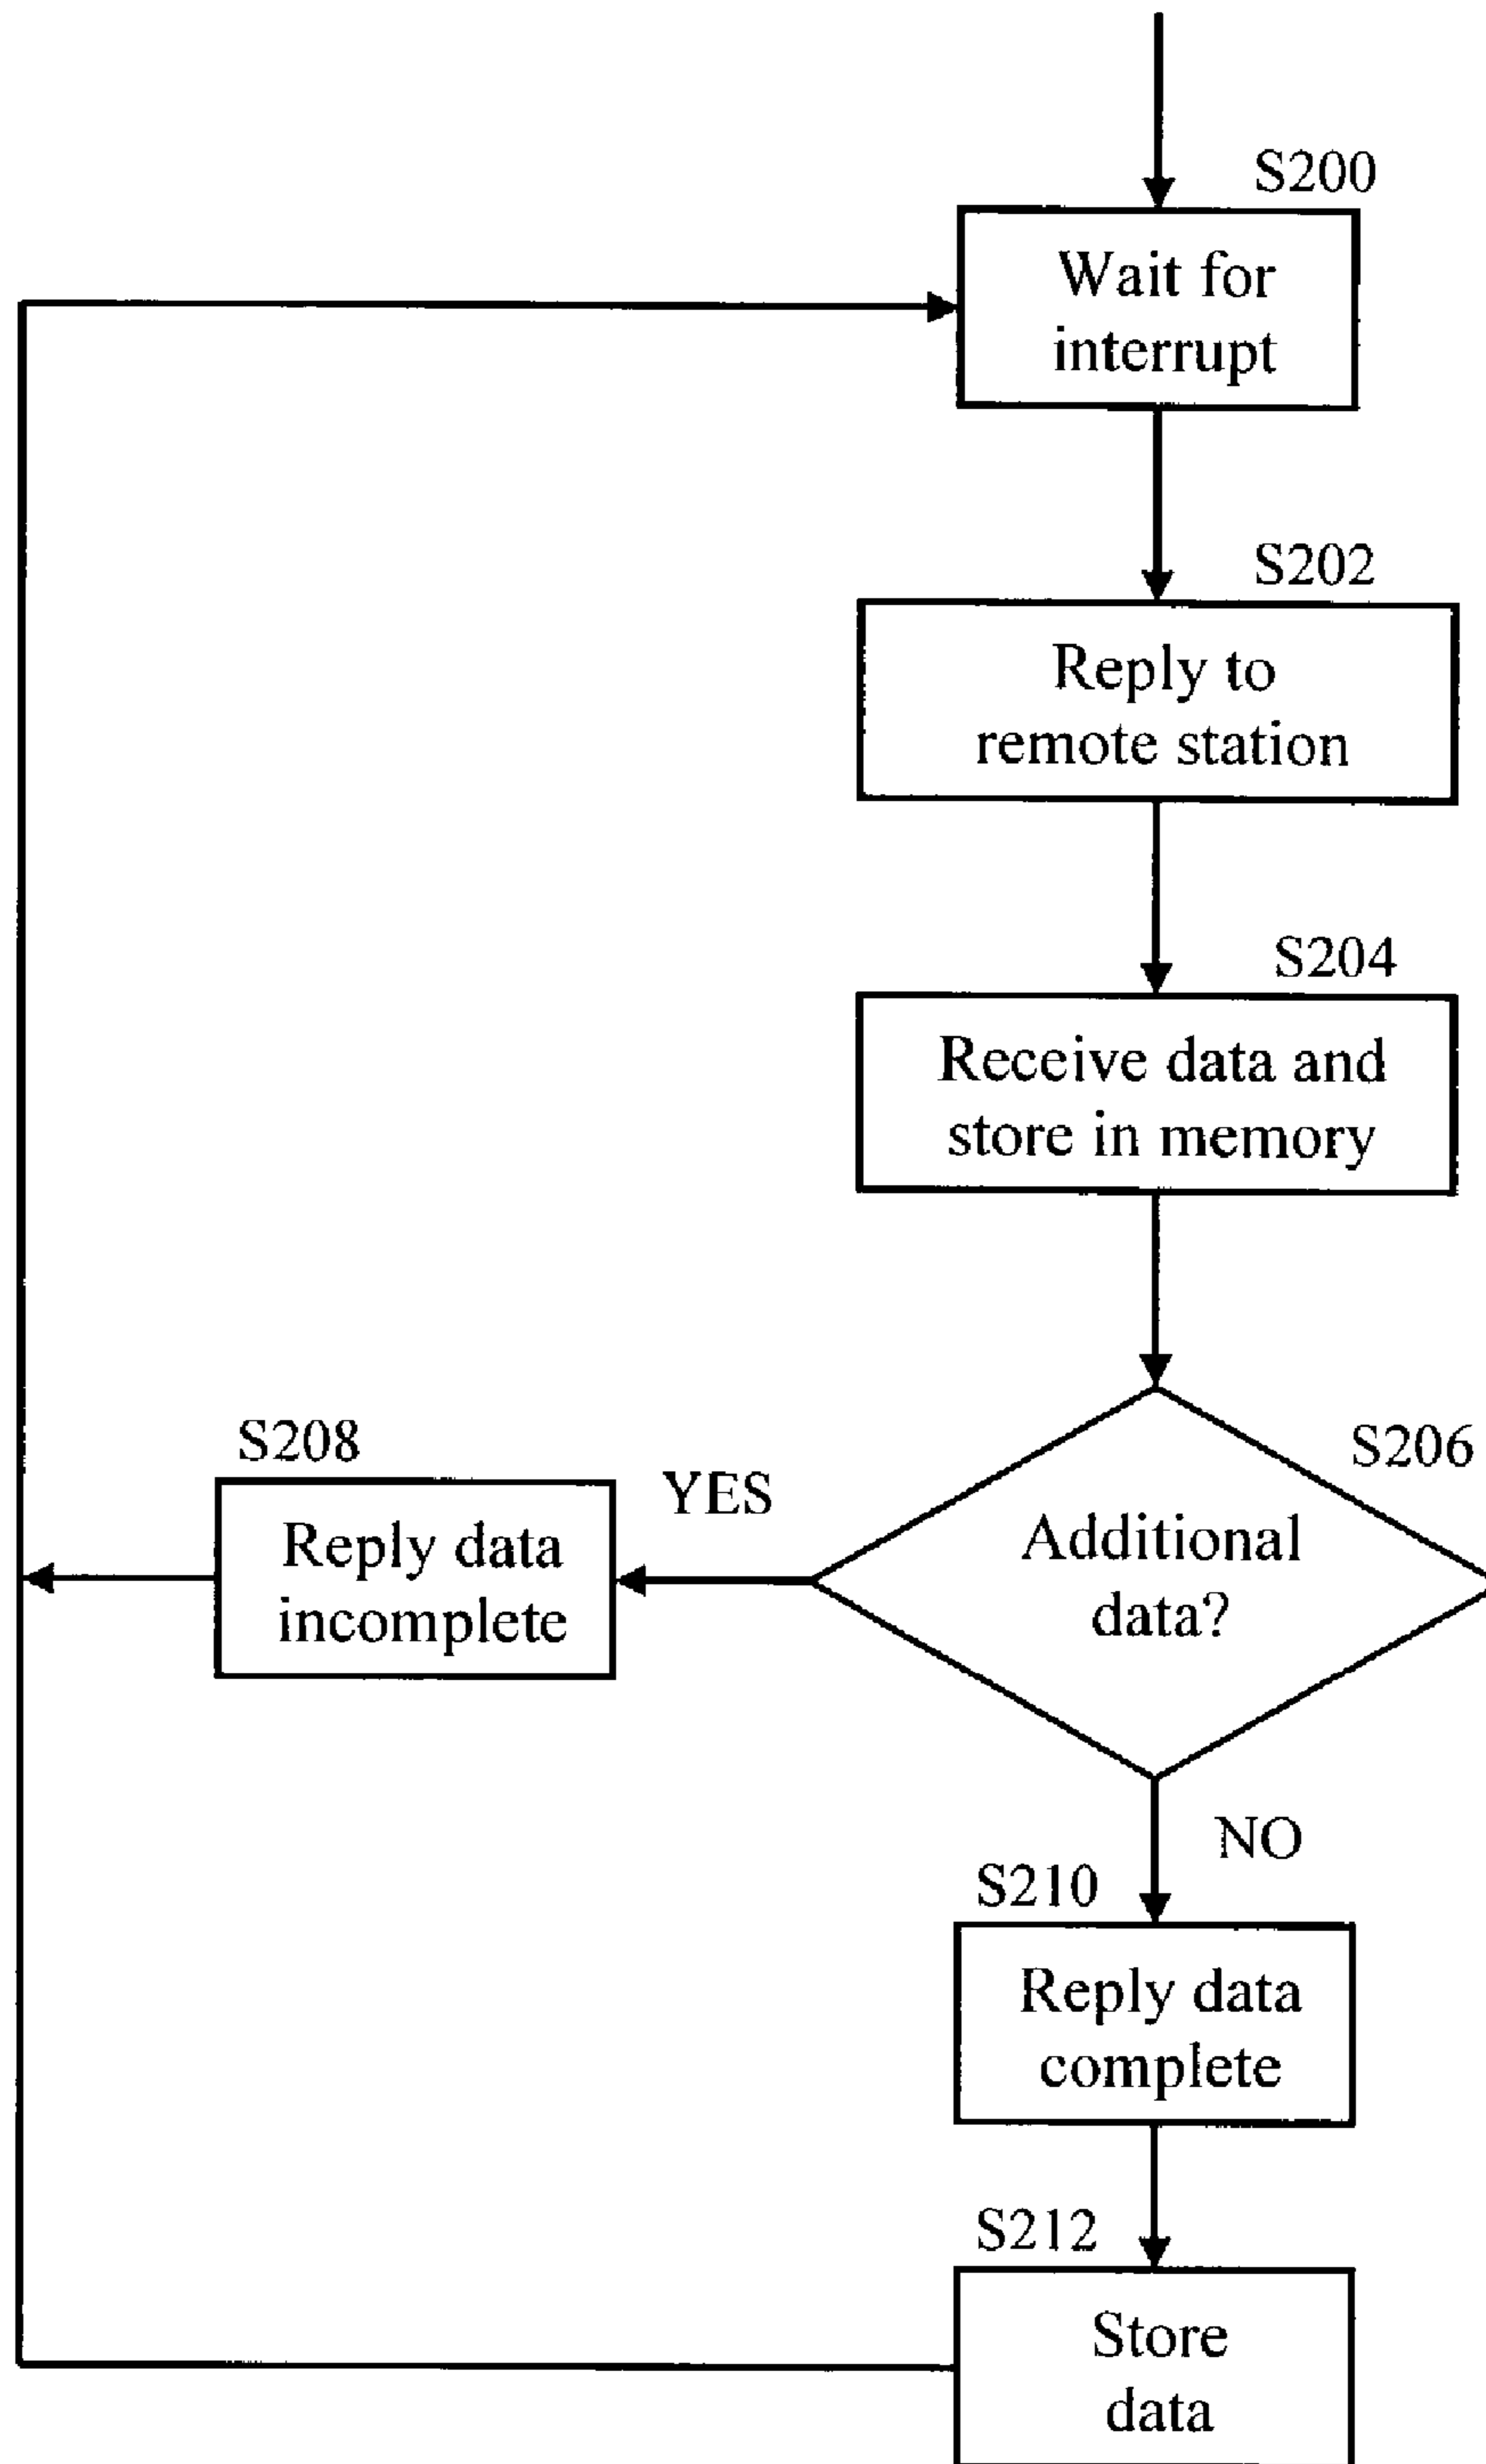 S200
Wait for
interrupt
S202
Reply to
remote station
S204
Receive data and
store in memory
S206
Additional
data?
YES
S208
Reply data
incomplete
NO
S210
Reply data
complete
S212
Store
data